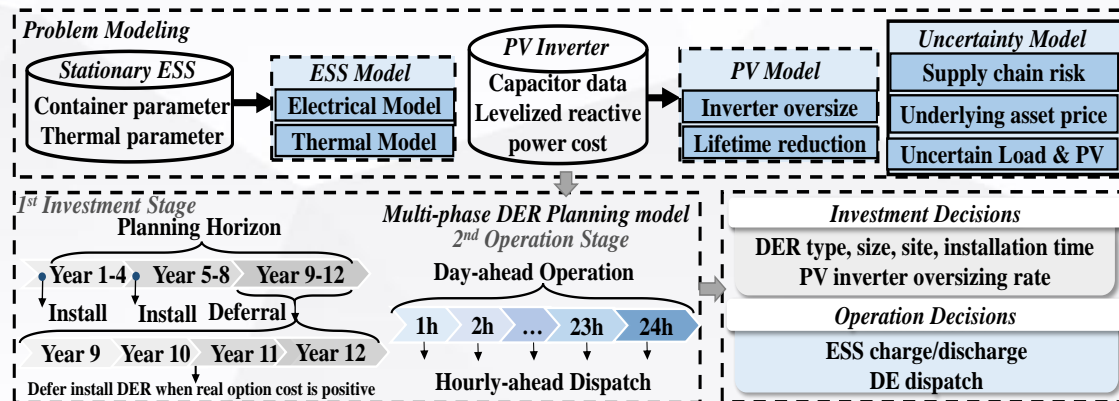 Problem Modeling
Stationary ESS
Container parameter
Thermal parameter
ESS Model
Electrical Model
Thermal Model
PV Inverter
Capacitor data
Levelized reactive
power cost
PV Model
Inverter oversize
Lifetime reduction
Uncertainty Model
Supply chain risk
Underlying asset price
Uncertain Load & PV
1st Investment Stage
Planning Horizon
Year 1-4 Year 5-8 Year 9-12
Install Install Deferral
Year 9 Year 10 Year 11 Year 12
Defer install DER when real option cost is positive
Multi-phase DER Planning model
2nd Operation Stage
Day-ahead Operation
1h 2h … 23h 24h
Hourly-ahead Dispatch
Investment Decisions
DER type, size, site, installation time
PV inverter oversizing rate
Operation Decisions
ESS charge/discharge
DE dispatch